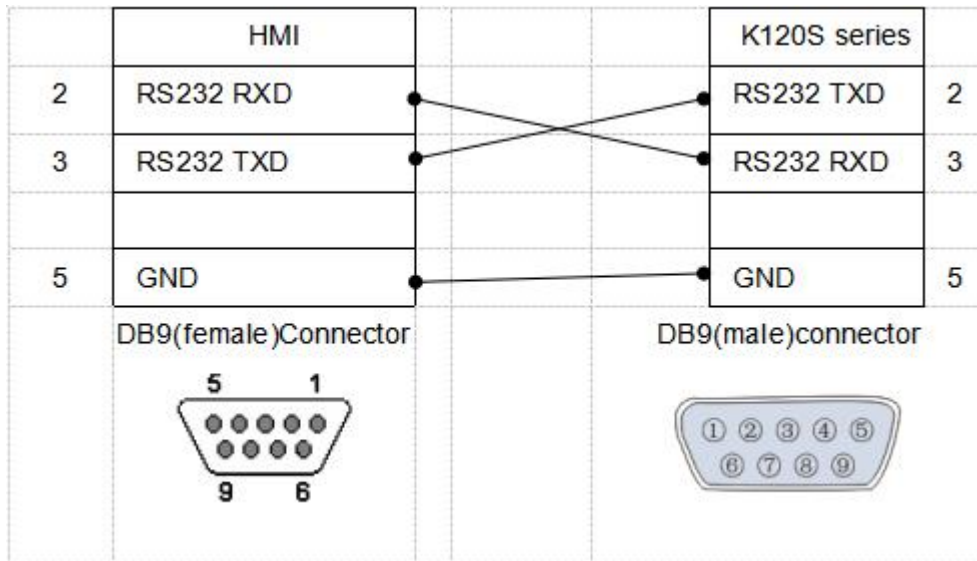 HMI K120S series
2 RS232 RXD RS232 TXD 2
3 RS232 TXD RS232 RXD 3
5 GND GND 5
DB9(female)Connector DB9(male)connector
5 1
① ② ③ ④ ⑤
⑥ ⑦ ⑧ ⑨
9 6